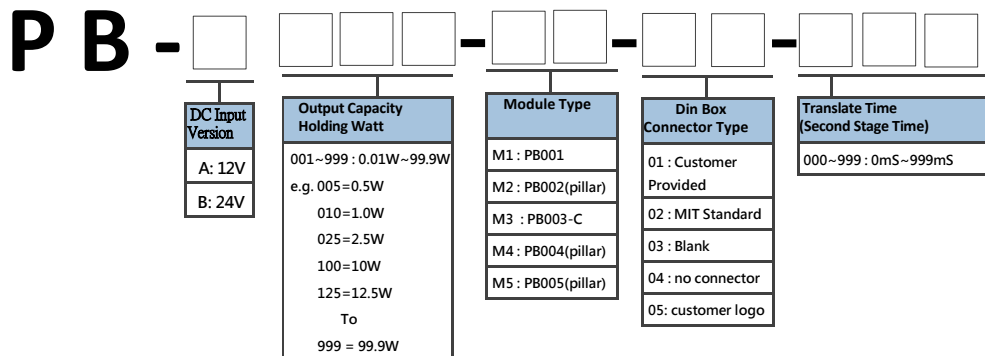 PB-
DC Input
Version
A: 12V
B: 24V
Output Capacity
Holding Watt
001~999 : 0.01W~99.9W
e.g. 005=0.5W
010=1.0W
025=2.5W
100=10W
125=12.5W
To
999 = 99.9W
Module Type
M1 : PB001
M2 : PB002(pillar)
M3 : PB003-C
M4 : PB004(pillar)
M5 : PB005(pillar)
Din Box
Connector Type
01 : Customer
Provided
02 : MIT Standard
03 : Blank
04 : no connector
05: customer logo
Translate Time
(Second Stage Time)
000~999 : 0mS~999mS